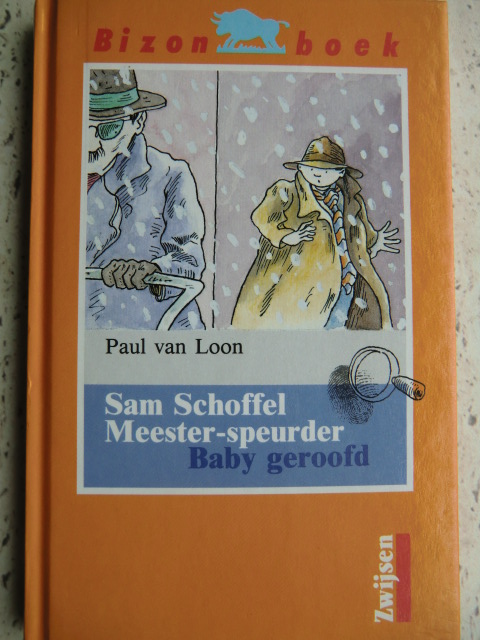 Bizon boek
Paul van Loon
Sam Schoffel
Meester-speurder
Baby geroofd
Zwijsen